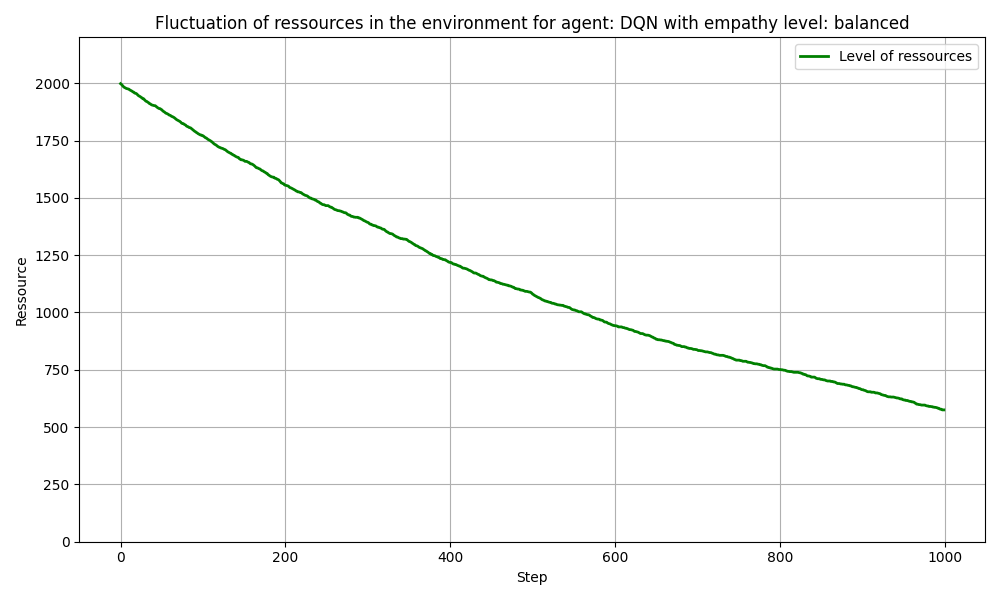 Fluctuation of ressources in the environment for agent: DQN with empathy level: balanced
Level of ressources
2000
1750
1500
1250
1000
750
500
250
0
Ressource
0 200 400 600 800 1000
Step